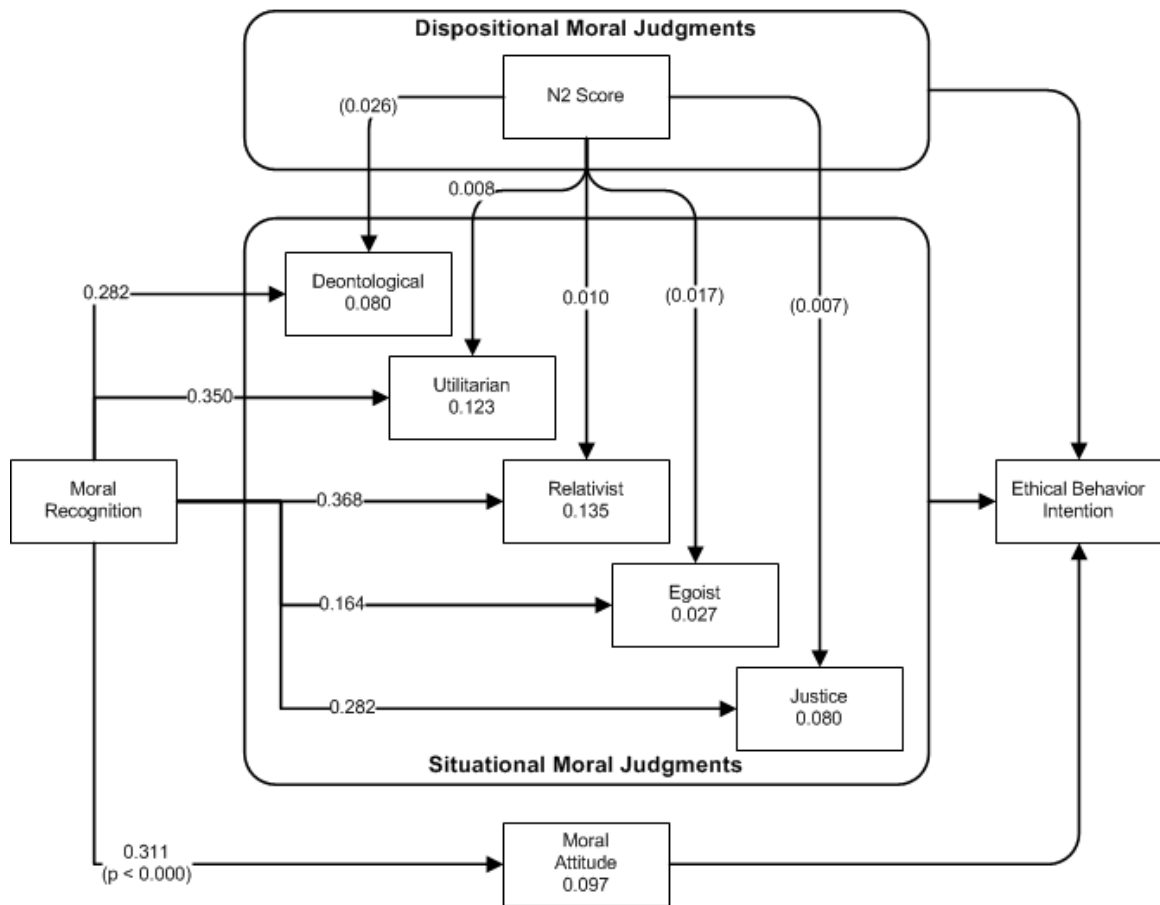 Dispositional Moral Judgments
N2 Score
(0.026)
0.008
0.010
(0.017)
(0.007)
Deontological
0.080
0.282
Utilitarian
0.123
0.350
Moral
Recognition
Relativist
0.135
0.368
Ethical Behavior
Intention
Egoist
0.027
0.164
Justice
0.080
0.282
Situational Moral Judgments
0.311
(p < 0.000)
Moral
Attitude
0.097